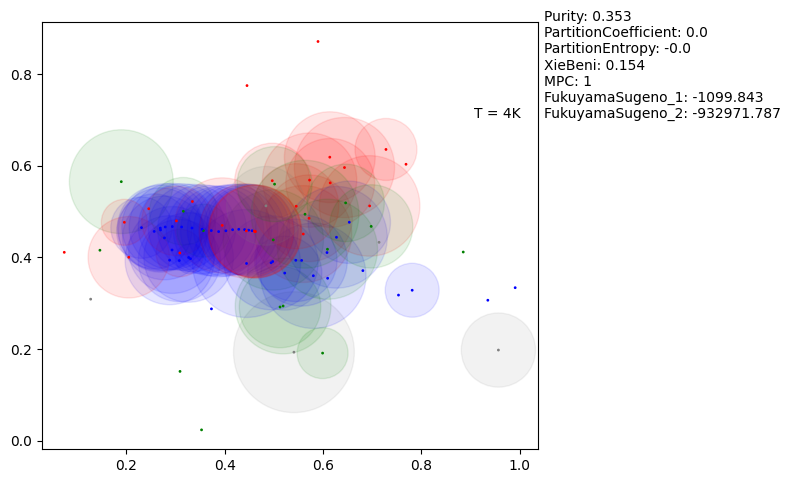 Purity: 0.353
PartitionCoefficient: 0.0
PartitionEntropy: -0.0
XieBeni: 0.154
MPC: 1
FukuyamaSugeno_1: -1099.843
FukuyamaSugeno_2: -932971.787
T = 4K
0.8
0.6
0.4
0.2
0.0
0.2 0.4 0.6 0.8 1.0